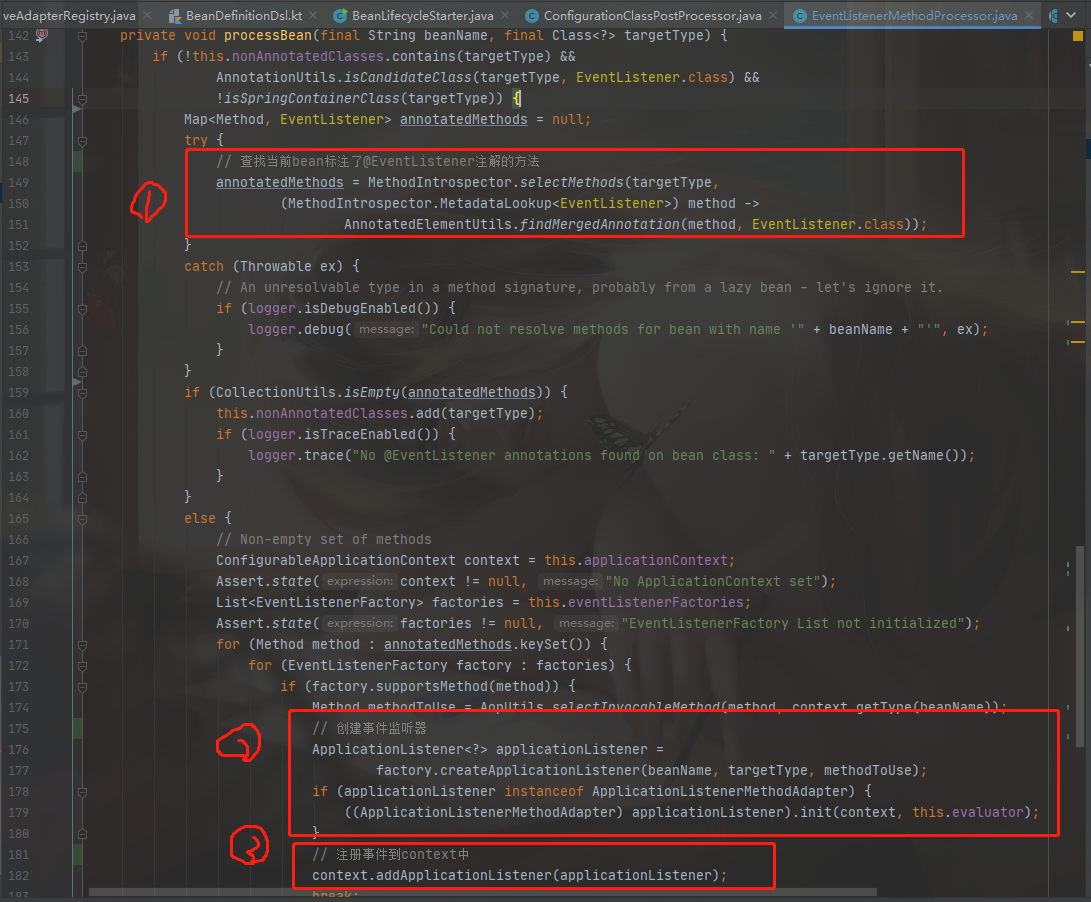 veAdapterRegistry.java × BeanDefinitionDsl.kt × BeanLifecycleStarter.java × ConfigurationClassPostProcessor.java × EventListenerMethodProcessor.java ×
142 private void processBean(final String beanName, final Class<?> targetType) {
143 if (!this.nonAnnotatedClasses.contains(targetType) &&
144 AnnotationUtils.isCandidateClass(targetType, EventListener.class) &&
145 !isSpringContainerClass(targetType)) {
146 Map<Method, EventListener> annotatedMethods = null;
147 try {
148 // 查找当前bean标注了@EventListener注解的方法
149 annotatedMethods = MethodIntrospector.selectMethods(targetType,
150 (MethodIntrospector.MetadataLookup<EventListener>) method ->
151 AnnotatedElementUtils.findMergedAnnotation(method, EventListener.class));
152 }
153 catch (Throwable ex) {
154 // An unresolvable type in a method signature, probably from a lazy bean - let's ignore it.
155 if (logger.isDebugEnabled()) {
156 logger.debug( message: "Could not resolve methods for bean with name '" + beanName + "'", ex);
157 }
158 }
159 if (CollectionUtils.isEmpty(annotatedMethods)) {
160 this.nonAnnotatedClasses.add(targetType);
161 if (logger.isTraceEnabled()) {
162 logger.trace("No @EventListener annotations found on bean class: " + targetType.getName());
163 }
164 }
165 else {
166 // Non-empty set of methods
167 ConfigurableApplicationContext context = this.applicationContext;
168 Assert.state( expression: context != null, message: "No ApplicationContext set");
169 List<EventListenerFactory> factories = this.eventListenerFactories;
170 Assert.state( expression: factories != null, message: "EventListenerFactory List not initialized");
171 for (Method method : annotatedMethods.keySet()) {
172 for (EventListenerFactory factory : factories) {
173 if (factory.supportsMethod(method)) {
174 Method methodToUse = AopUtils.selectInvocableMethod(method, context.getType(beanName));
175 // 创建事件监听器
176 ApplicationListener<?> applicationListener =
177 factory.createApplicationListener(beanName, targetType, methodToUse);
178 if (applicationListener instanceof ApplicationListenerMethodAdapter) {
179 ((ApplicationListenerMethodAdapter) applicationListener).init(context, this.evaluator);
180 }
181 // 注册事件到context中
182 context.addApplicationListener(applicationListener);
183 break;
1
2
3